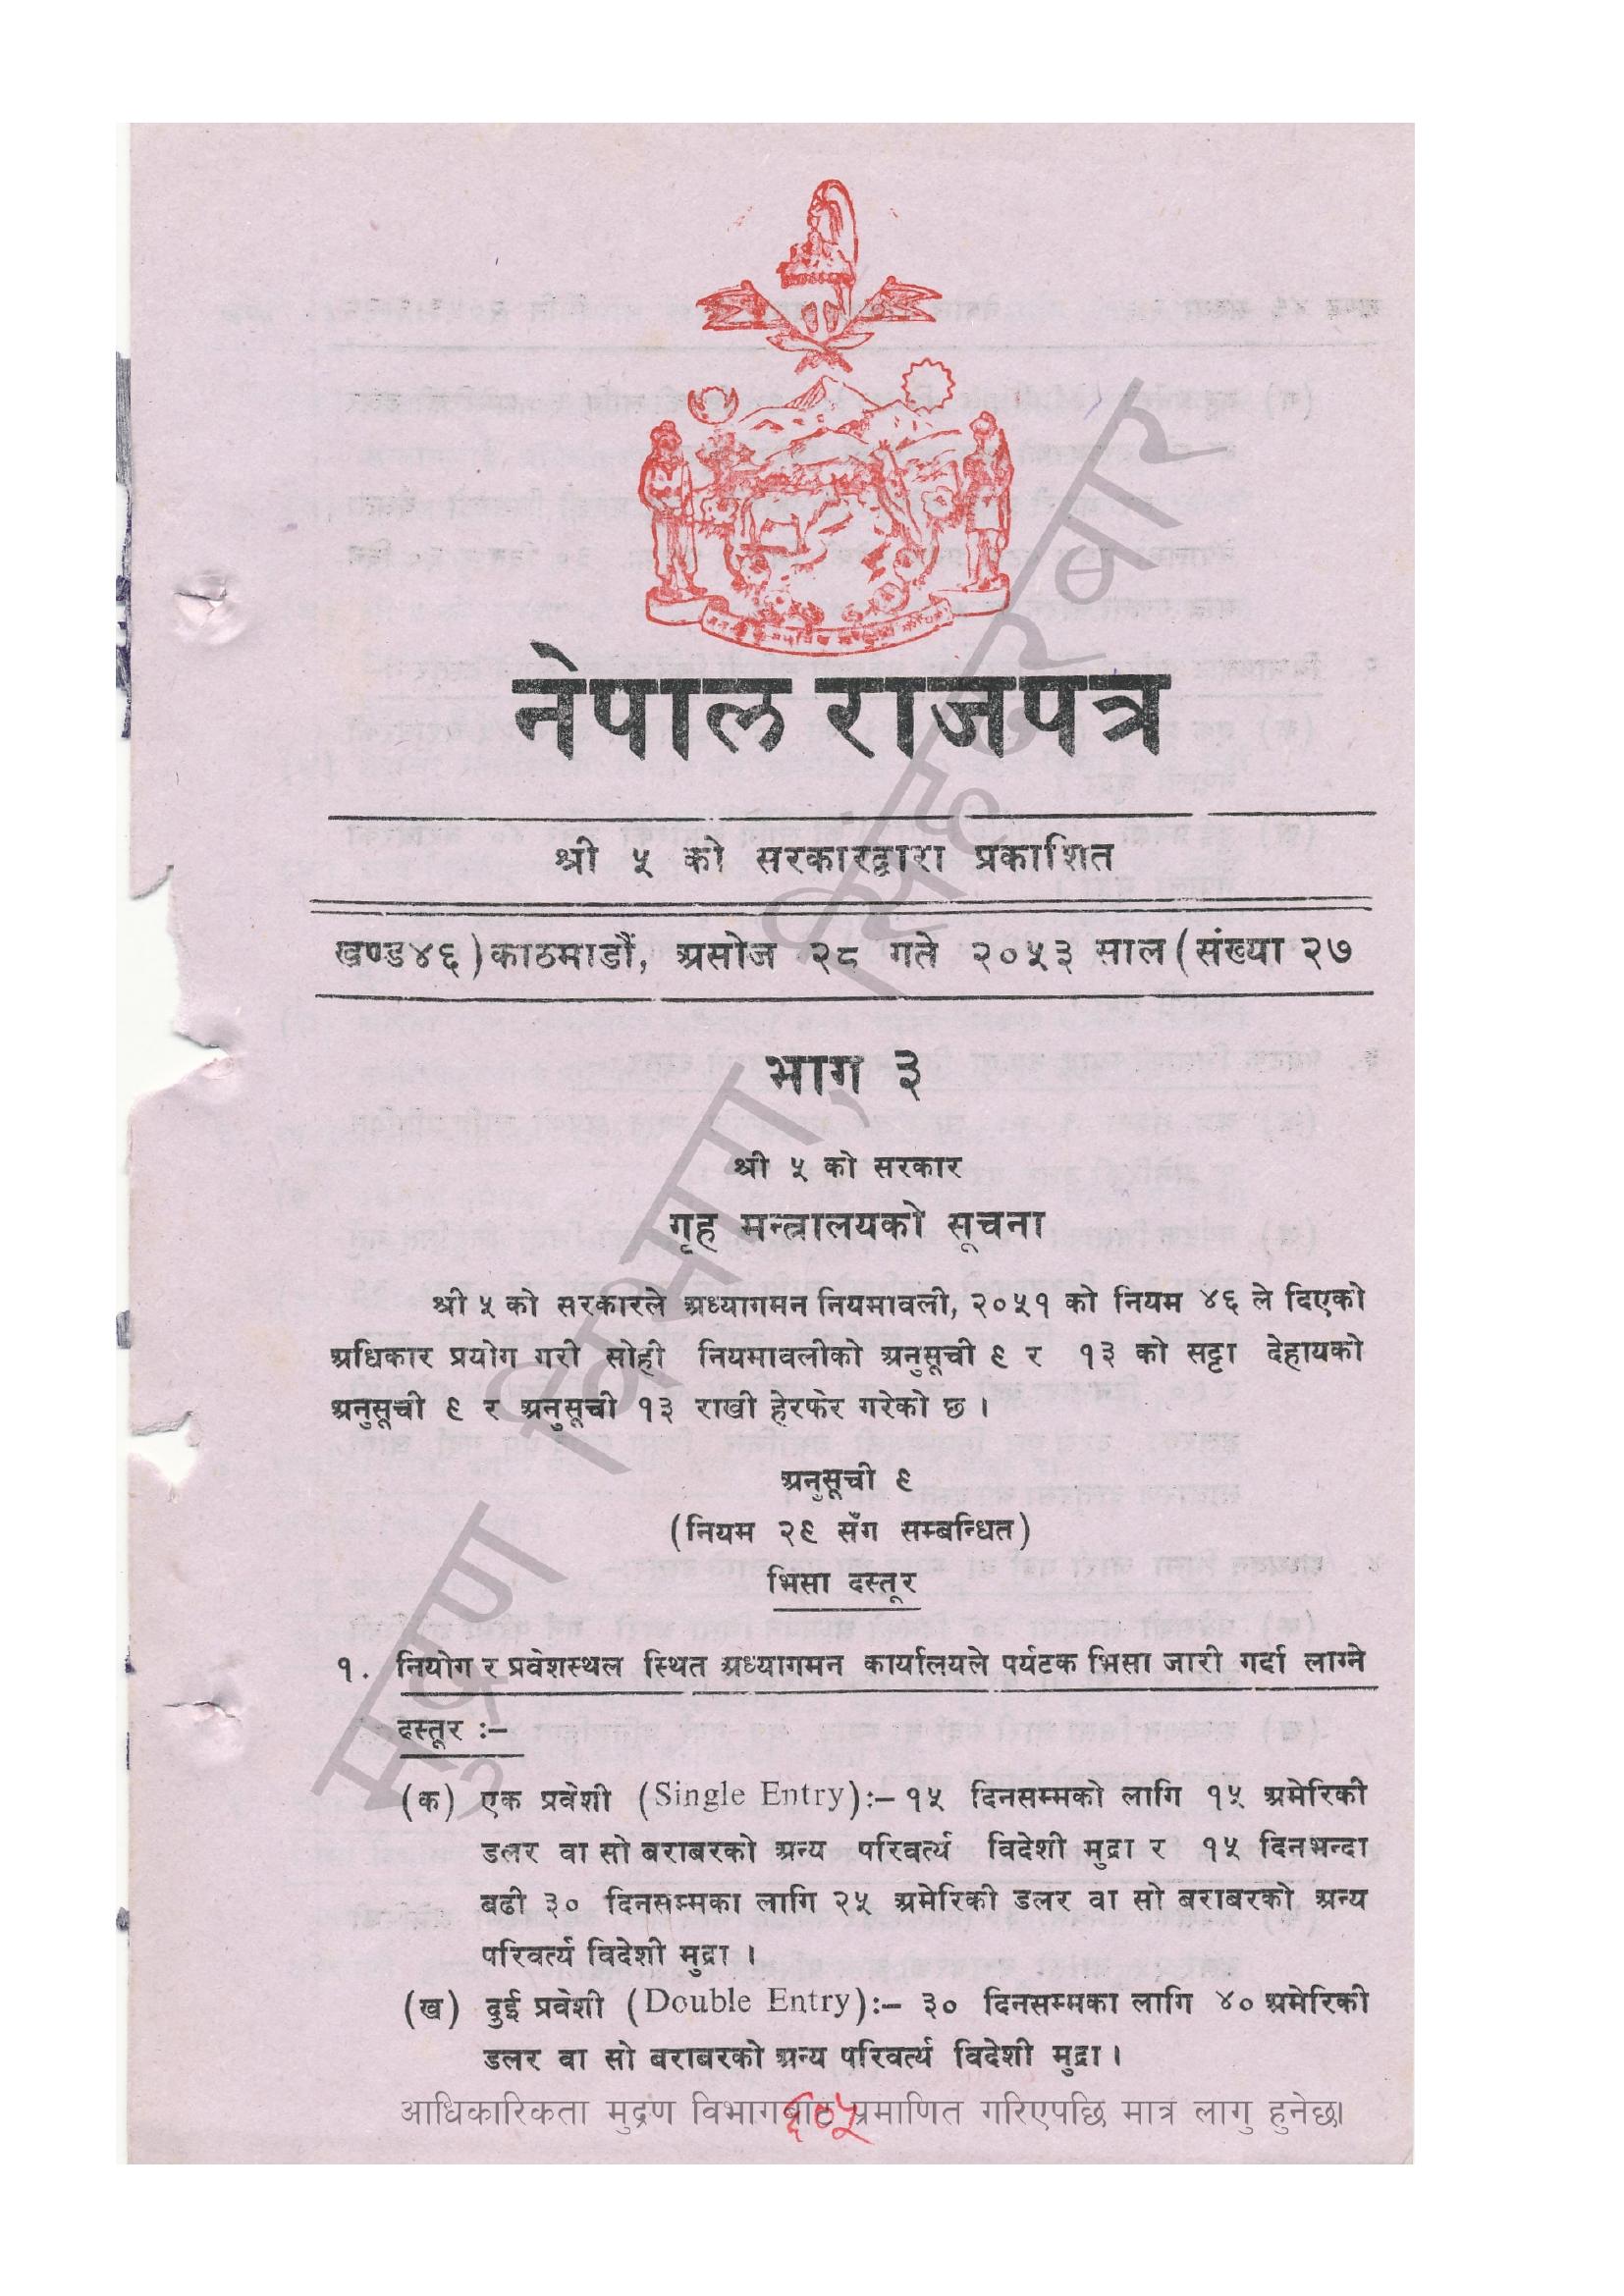 नेपाल राजपत्र
श्री ५ को सरकारद्वारा प्रकाशित
खण्ड ४६) काठमाडौं, असोज २८ गते २०५३ साल (संख्या २७
भाग ३
श्री ५ को सरकार
गृह मन्त्रालयको सूचना
श्री ५ को सरकारले अध्यागमन नियमावली, २०५१ को नियम ४६ ले दिएको
अधिकार प्रयोग गरी सोही नियमावलीको अनुसूची ९ र १३ को सट्टा देहायको
अनुसूची ९ र अनुसूची १३ राखी हेरफेर गरेको छ ।
अनुसूची ९
(नियम २९ सँग सम्बन्धित)
भिसा दस्तूर
१. नियोग र प्रवेशस्थल स्थित अध्यागमन कार्यालयले पर्यटक भिसा जारी गर्दा लाग्ने
दस्तूर :–
(क) एक प्रवेशी (Single Entry):– १५ दिनसम्मको लागि १५ अमेरिकी
डलर वा सो बराबरको अन्य परिवर्त्य विदेशी मुद्रा र १५ दिनभन्दा
बढी ३० दिनसम्मका लागि २५ अमेरिकी डलर वा सो बराबरको अन्य
परिवर्त्य विदेशी मुद्रा ।
(ख) दुई प्रवेशी (Double Entry):– ३० दिनसम्मका लागि ४० अमेरिकी
डलर वा सो बराबरको अन्य परिवर्त्य विदेशी मुद्रा ।
६०५
आधिकारिकता मुद्रण विभागबाट प्रमाणित गरिएपछि मात्र लागु हुनेछ।
मुद्रण विभाग, सिंहदरबार